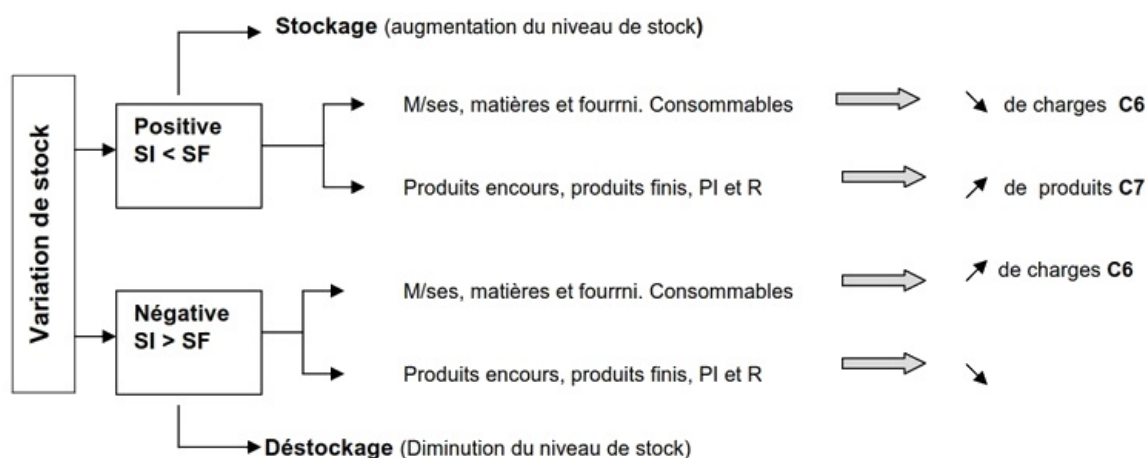 Stockage (augmentation du niveau de stock)
Variation de stock
Positive
SI < SF
M/ses, matières et fourrni. Consommables
de charges C6
Produits encours, produits finis, PI et R
de produits C7
Négative
SI > SF
M/ses, matières et fourrni. Consommables
de charges C6
Produits encours, produits finis, PI et R
Déstockage (Diminution du niveau de stock)